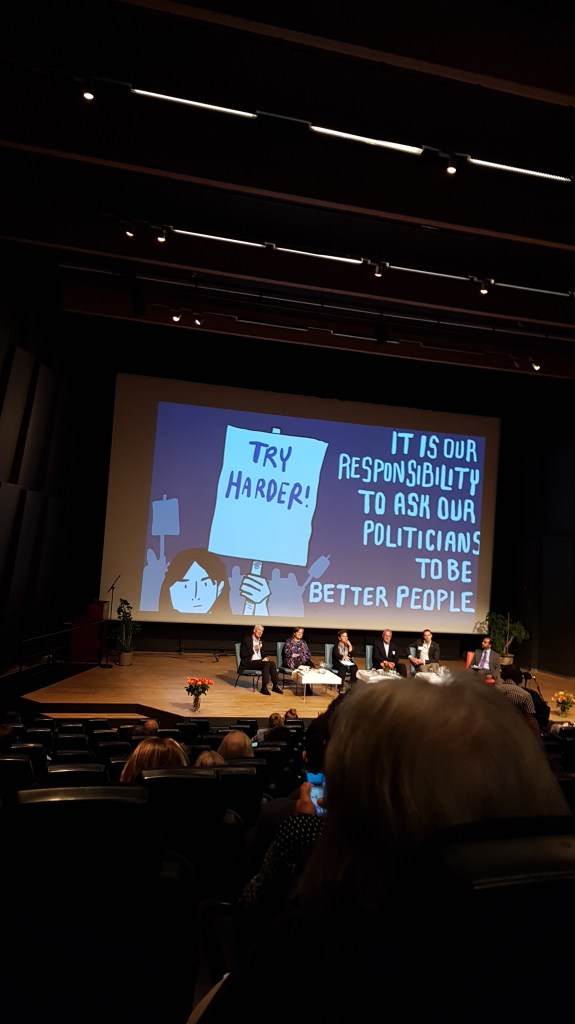 TRY
HARDER!
IT IS OUR
RESPONSIBILITY
TO ASK OUR
POLITICIANS
TO BE
BETTER PEOPLE